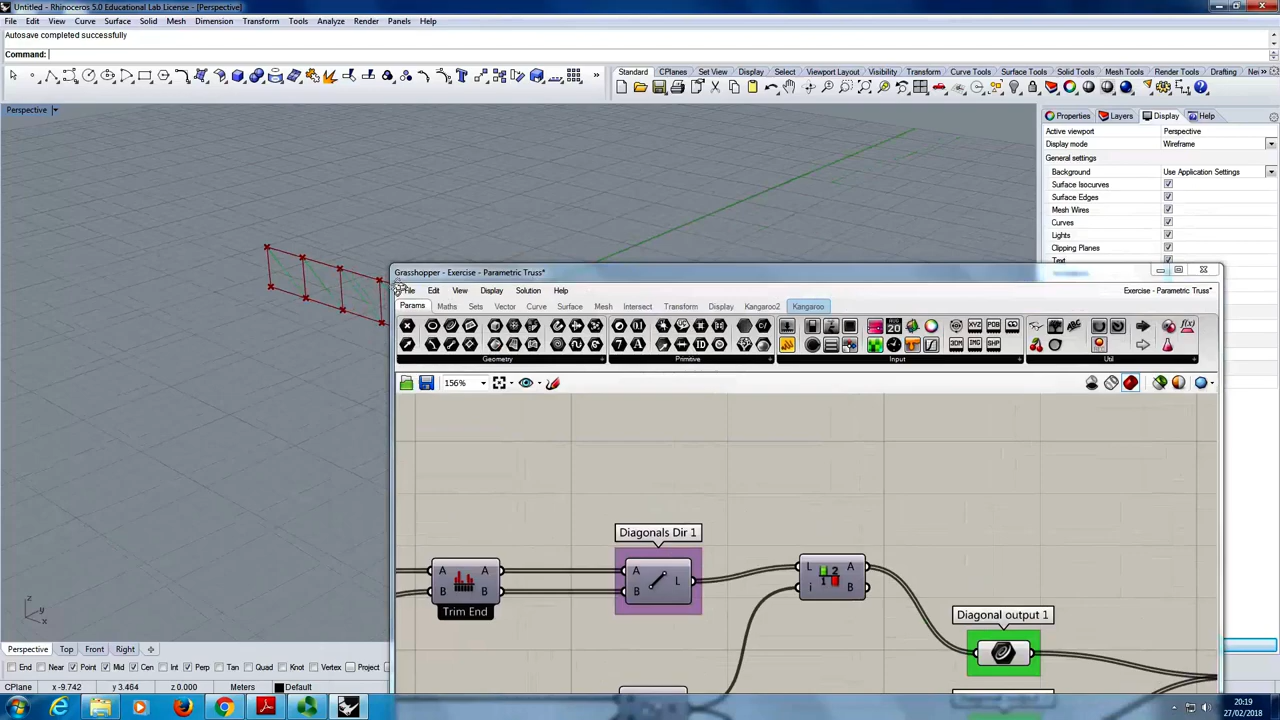 Untitled - Rhinoceros 5.0 Educational Lab License - [Perspective]
File Edit View Curve Surface Solid Mesh Dimension Transform Tools Analyze Render Panels Help
Autosave completed successfully
Command:
Standard CPlanes Set View Display Select Viewport Layout Visibility Transform Curve Tools Surface Tools Solid Tools Mesh Tools Render Tools Drafting
Perspective
Properties Layers Display Help
Active viewport Perspective
Display mode Wireframe
General settings
Background Use Application Settings
Surface Isocurves
Surface Edges
Mesh Wires
Curves
Lights
Clipping Planes
Text
Grasshopper - Exercise - Parametric Truss*
File Edit View Display Solution Help Exercise - Parametric Truss*
Params Maths Sets Vector Curve Surface Mesh Intersect Transform Display Kangaroo2 Kangaroo
Geometry Primitive Input Util
156%
Diagonals Dir 1
A A A L L A
B B B i B
Trim End
Diagonal output 1
z y x
Perspective Top Front Right
End Near Point Mid Cen Int Perp Tan Quad Knot Vertex Project
CPlane x -9.742 y 3.464 z 0.000 Meters Default
20:19
27/02/2018